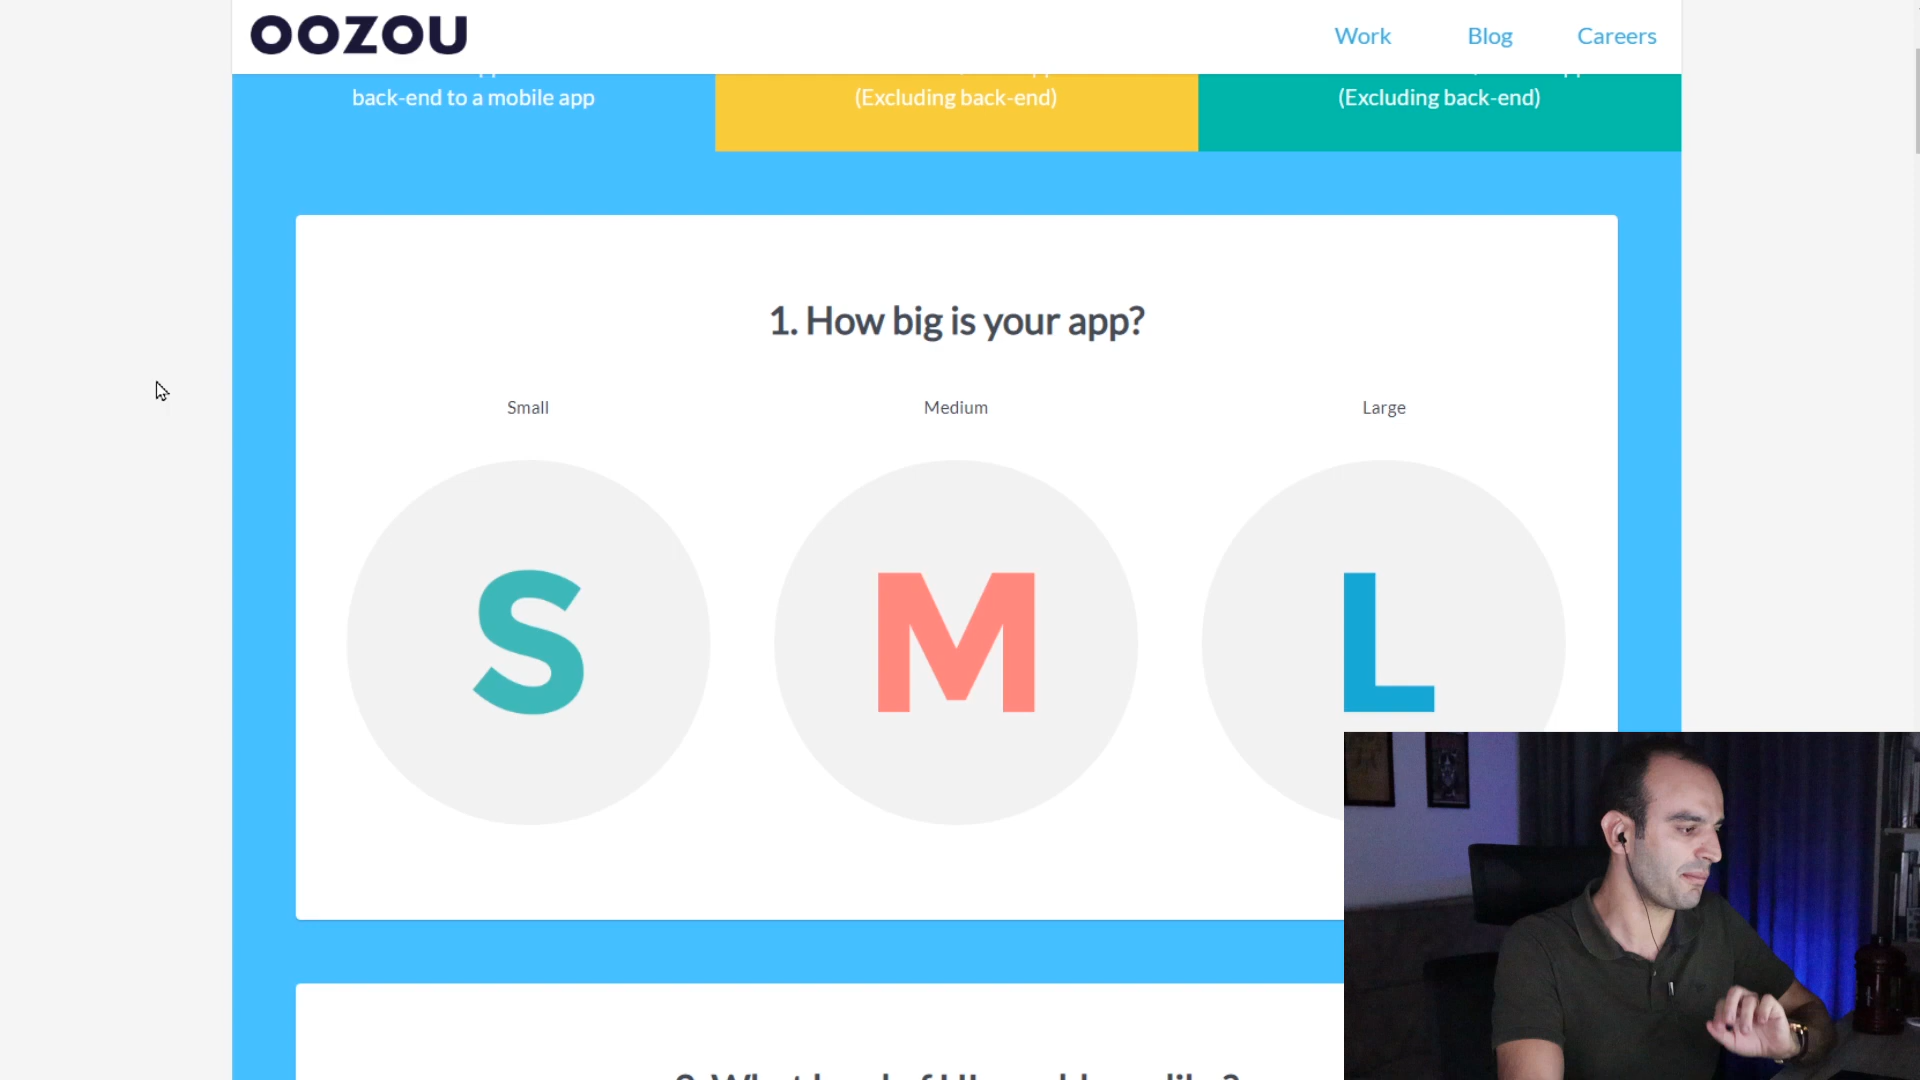 OOZOU
Work
Blog
Careers
back-end to a mobile app
(Excluding back-end)
(Excluding back-end)
1. How big is your app?
Small
Medium
Large
S
M
L